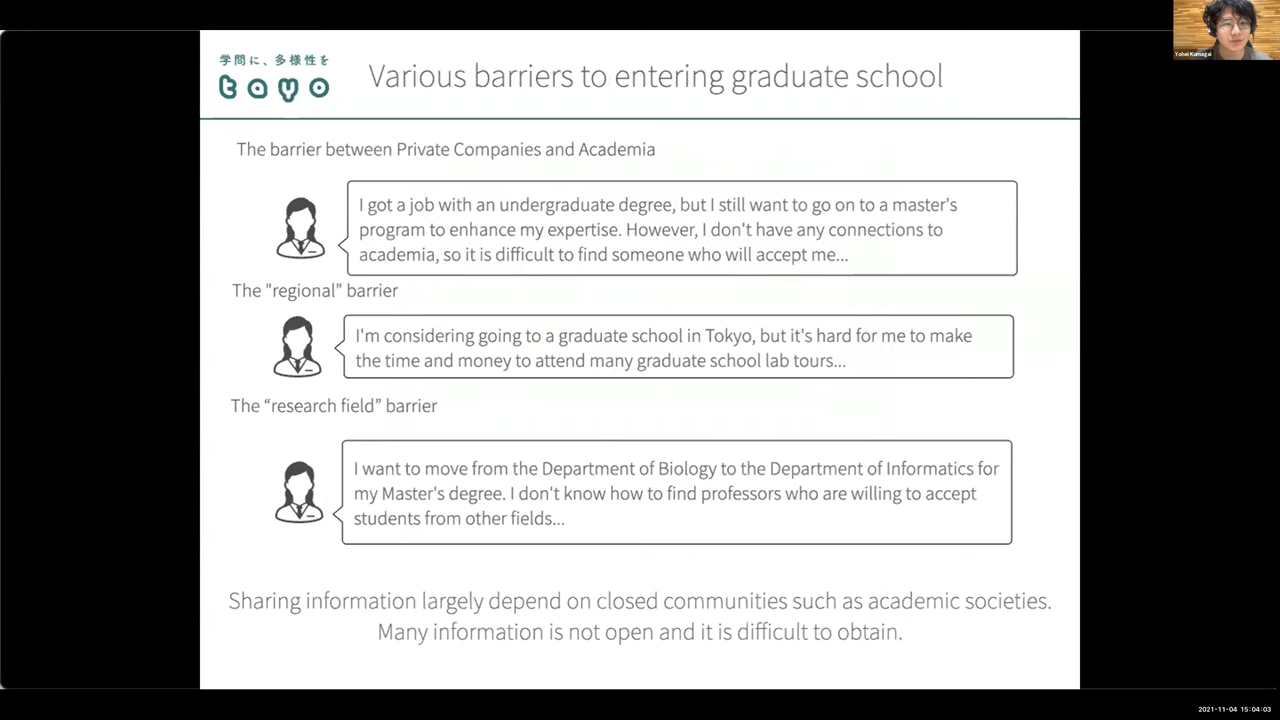 学問に、多様性を
tayo
Various barriers to entering graduate school
Yohei Kumagai
The barrier between Private Companies and Academia
I got a job with an undergraduate degree, but I still want to go on to a master's
program to enhance my expertise. However, I don't have any connections to
academia, so it is difficult to find someone who will accept me...
The "regional" barrier
I'm considering going to a graduate school in Tokyo, but it's hard for me to make
the time and money to attend many graduate school lab tours...
The “research field” barrier
I want to move from the Department of Biology to the Department of Informatics for
my Master's degree. I don't know how to find professors who are willing to accept
students from other fields...
Sharing information largely depend on closed communities such as academic societies.
Many information is not open and it is difficult to obtain.
2021-11-04 15:04:03